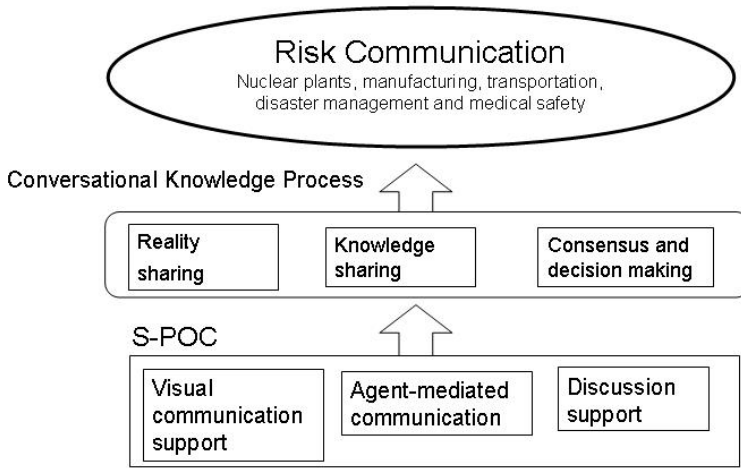 Risk Communication
Nuclear plants, manufacturing, transportation,
disaster management and medical safety
Conversational Knowledge Process
Reality
sharing
Knowledge
sharing
Consensus and
decision making
S-POC
Visual
communication
support
Agent-mediated
communication
Discussion
support